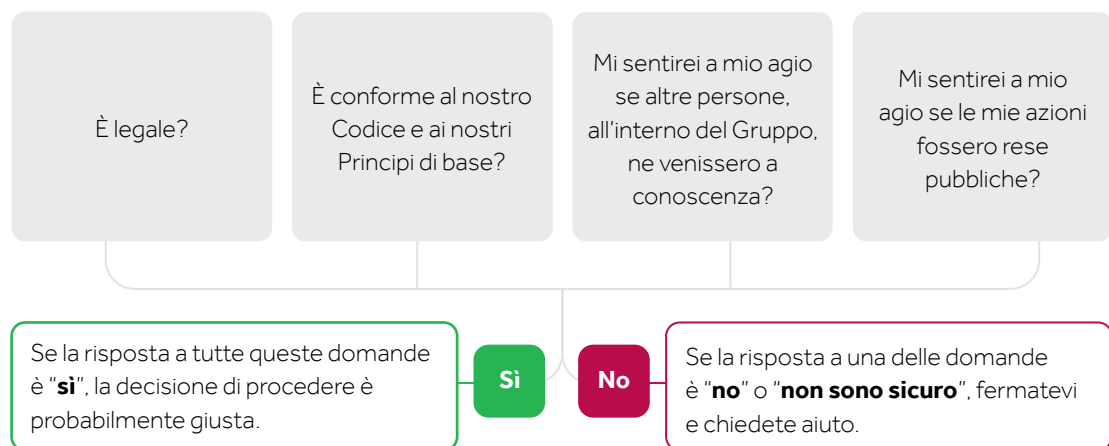 È legale?
È conforme al nostro
Codice e ai nostri
Principi di base?
Mi sentirei a mio agio
se altre persone,
all'interno del Gruppo,
ne venissero a
conoscenza?
Mi sentirei a mio
agio se le mie azioni
fossero rese
pubbliche?
Se la risposta a tutte queste domande
è "sì", la decisione di procedere è
probabilmente giusta.
Sì
No
Se la risposta a una delle domande
è "no" o "non sono sicuro", fermatevi
e chiedete aiuto.